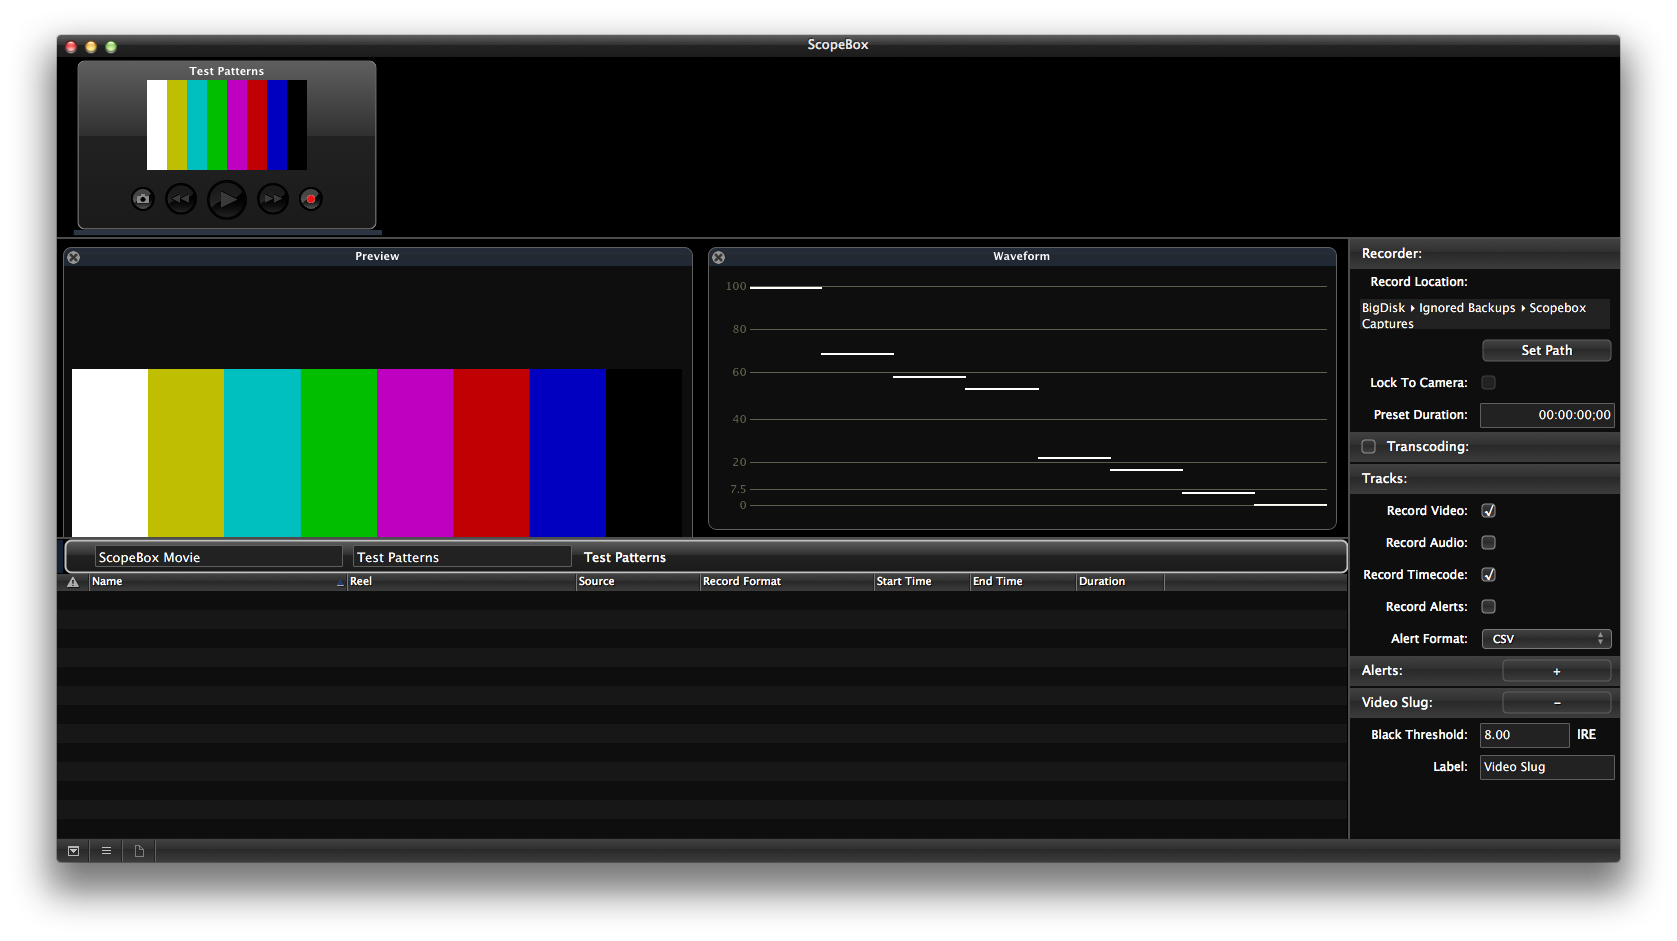 ScopeBox
Test Patterns
Preview
Waveform
100
80
60
40
20
7.5
0
Recorder:
Record Location:
BigDisk ▸ Ignored Backups ▸ Scopebox
Captures
Set Path
Lock To Camera:
Preset Duration: 00:00:00;00
Transcoding:
Tracks:
Record Video:
Record Audio:
Record Timecode:
Record Alerts:
Alert Format: CSV
Alerts: +
Video Slug: -
Black Threshold: 8.00 IRE
Label: Video Slug
ScopeBox Movie Test Patterns Test Patterns
Name Reel Source Record Format Start Time End Time Duration